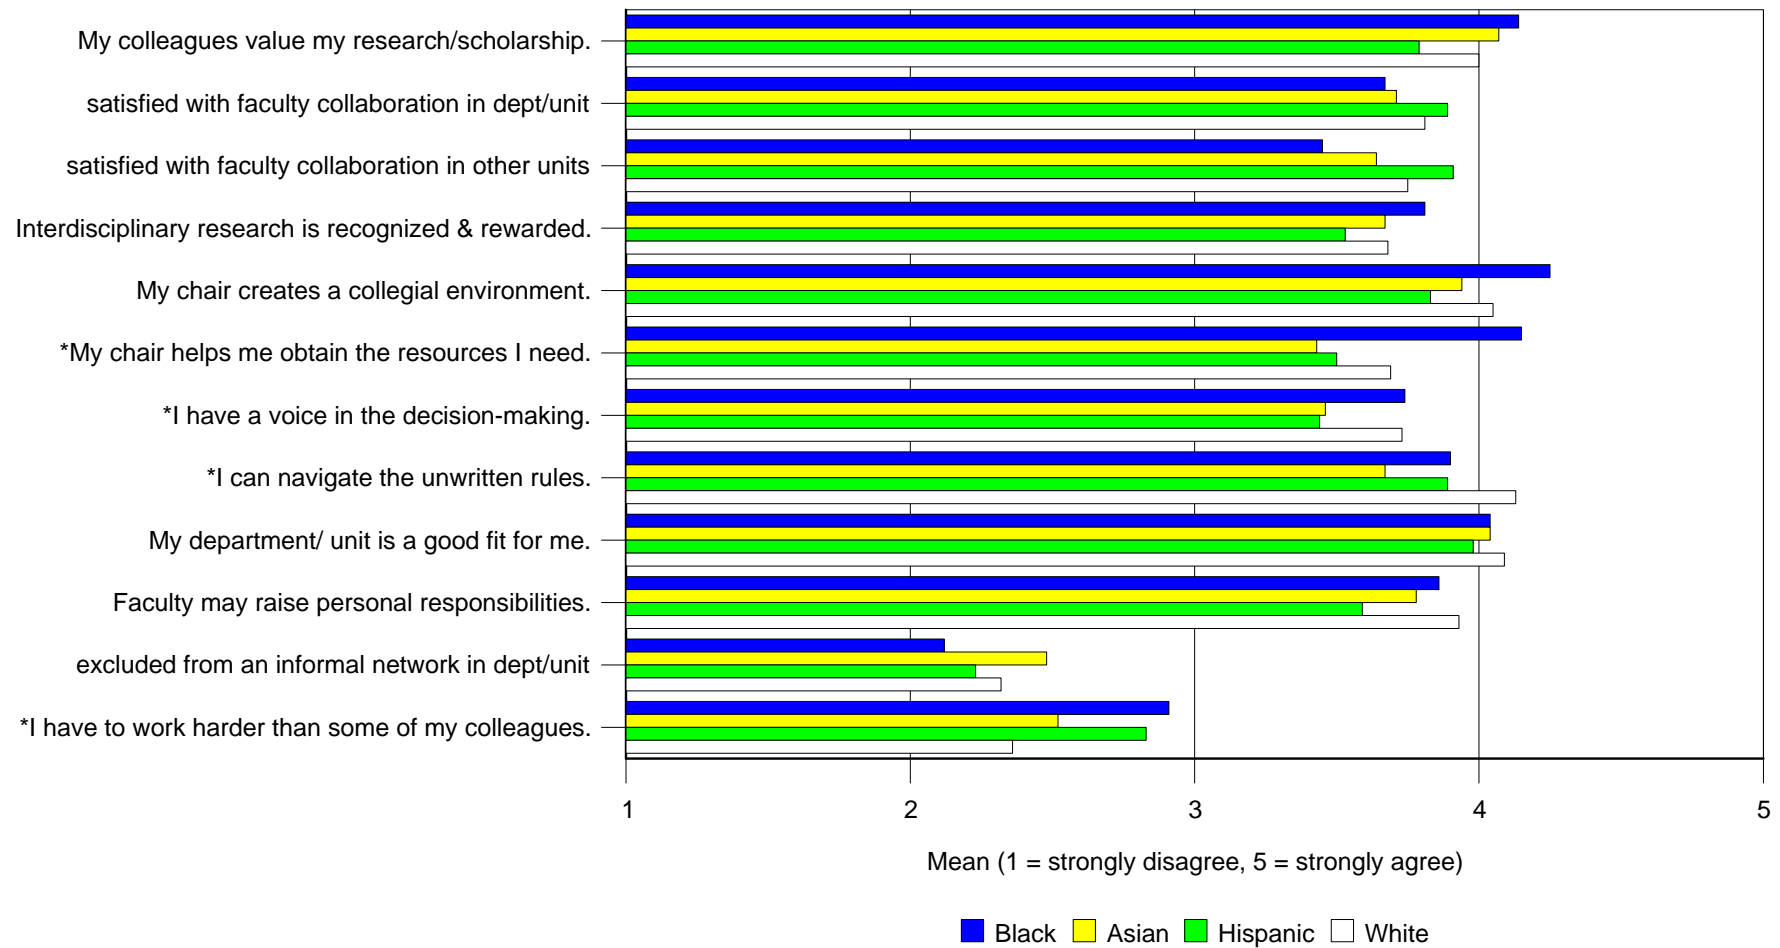 My colleagues value my research/scholarship.
satisfied with faculty collaboration in dept/unit
satisfied with faculty collaboration in other units
Interdisciplinary research is recognized & rewarded.
My chair creates a collegial environment.
*My chair helps me obtain the resources I need.
*I have a voice in the decision-making.
*I can navigate the unwritten rules.
My department/ unit is a good fit for me.
Faculty may raise personal responsibilities.
excluded from an informal network in dept/unit
*I have to work harder than some of my colleagues.
1 2 3 4 5
Mean (1 = strongly disagree, 5 = strongly agree)
Black Asian Hispanic White